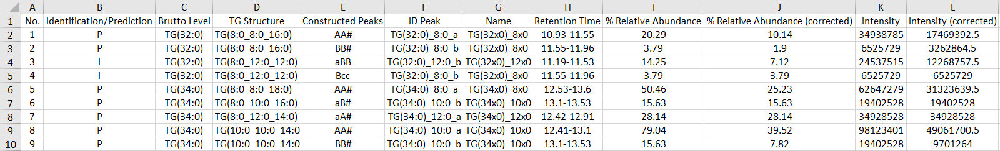 A B C D E F G H I J K L
1 No. Identification/Prediction Brutto Level TG Structure Constructed Peaks ID Peak Name Retention Time % Relative Abundance % Relative Abundance (corrected) Intensity Intensity (corrected)
2 1 P TG(32:0) TG(8:0_8:0_16:0) AA# TG(32:0)_8:0_a TG(32x0)_8x0 10.93-11.55 20.29 10.14 34938785 17469392.5
3 2 P TG(32:0) TG(8:0_8:0_16:0) BB# TG(32:0)_8:0_b TG(32x0)_8x0 11.55-11.96 3.79 1.9 6525729 3262864.5
4 3 I TG(32:0) TG(8:0_12:0_12:0) aBB TG(32:0)_12:0_b TG(32x0)_12x0 11.19-11.53 14.25 7.12 24537515 12268757.5
5 4 I TG(32:0) TG(8:0_12:0_12:0) Bcc TG(32:0)_8:0_b TG(32x0)_8x0 11.55-11.96 3.79 3.79 6525729 6525729
6 5 P TG(34:0) TG(8:0_8:0_18:0) AA# TG(34:0)_8:0_a TG(34x0)_8x0 12.53-13.6 50.46 25.23 62647279 31323639.5
7 6 P TG(34:0) TG(8:0_10:0_16:0) aB# TG(34:0)_10:0_b TG(34x0)_10x0 13.1-13.53 15.63 15.63 19402528 19402528
8 7 P TG(34:0) TG(8:0_12:0_14:0) aA# TG(34:0)_12:0_a TG(34x0)_12x0 12.42-12.91 28.14 28.14 34928528 34928528
9 8 P TG(34:0) TG(10:0_10:0_14:0 AA# TG(34:0)_10:0_a TG(34x0)_10x0 12.41-13.1 79.04 39.52 98123401 49061700.5
10 9 P TG(34:0) TG(10:0_10:0_14:0 BB# TG(34:0)_10:0_b TG(34x0)_10x0 13.1-13.53 15.63 7.82 19402528 9701264